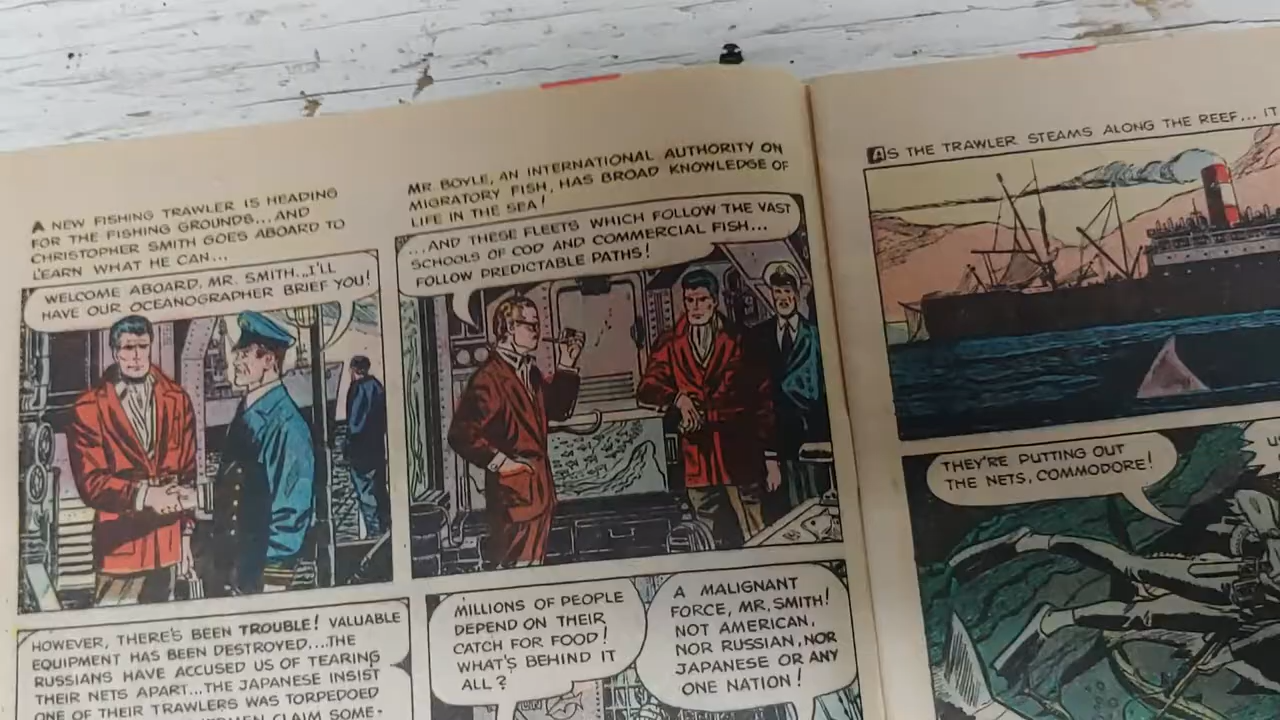 A NEW FISHING TRAWLER IS HEADING
FOR THE FISHING GROUNDS...AND
CHRISTOPHER SMITH GOES ABOARD TO
LEARN WHAT HE CAN...
WELCOME ABOARD, MR. SMITH...I'LL
HAVE OUR OCEANOGRAPHER BRIEF YOU!
MR. BOYLE, AN INTERNATIONAL AUTHORITY ON
MIGRATORY FISH, HAS BROAD KNOWLEDGE OF
LIFE IN THE SEA!
...AND THESE FLEETS WHICH FOLLOW THE VAST
SCHOOLS OF COD AND COMMERCIAL FISH...
FOLLOW PREDICTABLE PATHS!
HOWEVER, THERE'S BEEN TROUBLE! VALUABLE
EQUIPMENT HAS BEEN DESTROYED,...THE
RUSSIANS HAVE ACCUSED US OF TEARING
THEIR NETS APART...THE JAPANESE INSIST
ONE OF THEIR TRAWLERS WAS TORPEDOED
CLAIM SOME-
MILLIONS OF PEOPLE
DEPEND ON THEIR
CATCH FOR FOOD!
WHAT'S BEHIND IT
ALL?
A MALIGNANT
FORCE, MR. SMITH!
NOT AMERICAN,
NOR RUSSIAN, NOR
JAPANESE OR ANY
ONE NATION!
AS THE TRAWLER STEAMS ALONG THE REEF... IT
THEY'RE PUTTING OUT
THE NETS, COMMODORE!